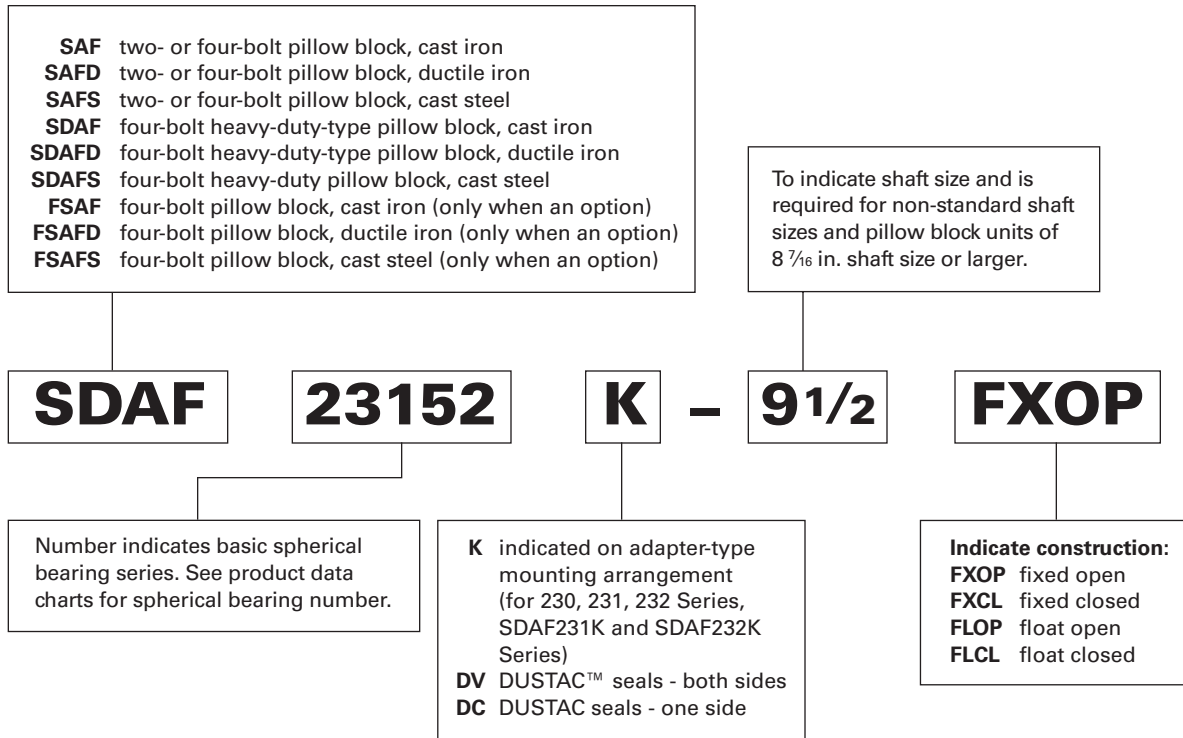 SAF two- or four-bolt pillow block, cast iron
SAFD two- or four-bolt pillow block, ductile iron
SAFS two- or four-bolt pillow block, cast steel
SDAF four-bolt heavy-duty-type pillow block, cast iron
SDAFD four-bolt heavy-duty-type pillow block, ductile iron
SDAFS four-bolt heavy-duty pillow block, cast steel
FSAF four-bolt pillow block, cast iron (only when an option)
FSAFD four-bolt pillow block, ductile iron (only when an option)
FSAFS four-bolt pillow block, cast steel (only when an option)
To indicate shaft size and is
required for non-standard shaft
sizes and pillow block units of
8 7⁄16 in. shaft size or larger.
SDAF 23152 K – 9 1/2 FXOP
Number indicates basic spherical
bearing series. See product data
charts for spherical bearing number.
K indicated on adapter-type
mounting arrangement
(for 230, 231, 232 Series,
SDAF231K and SDAF232K
Series)
DV DUSTAC™ seals - both sides
DC DUSTAC seals - one side
Indicate construction:
FXOP fixed open
FXCL fixed closed
FLOP float open
FLCL float closed